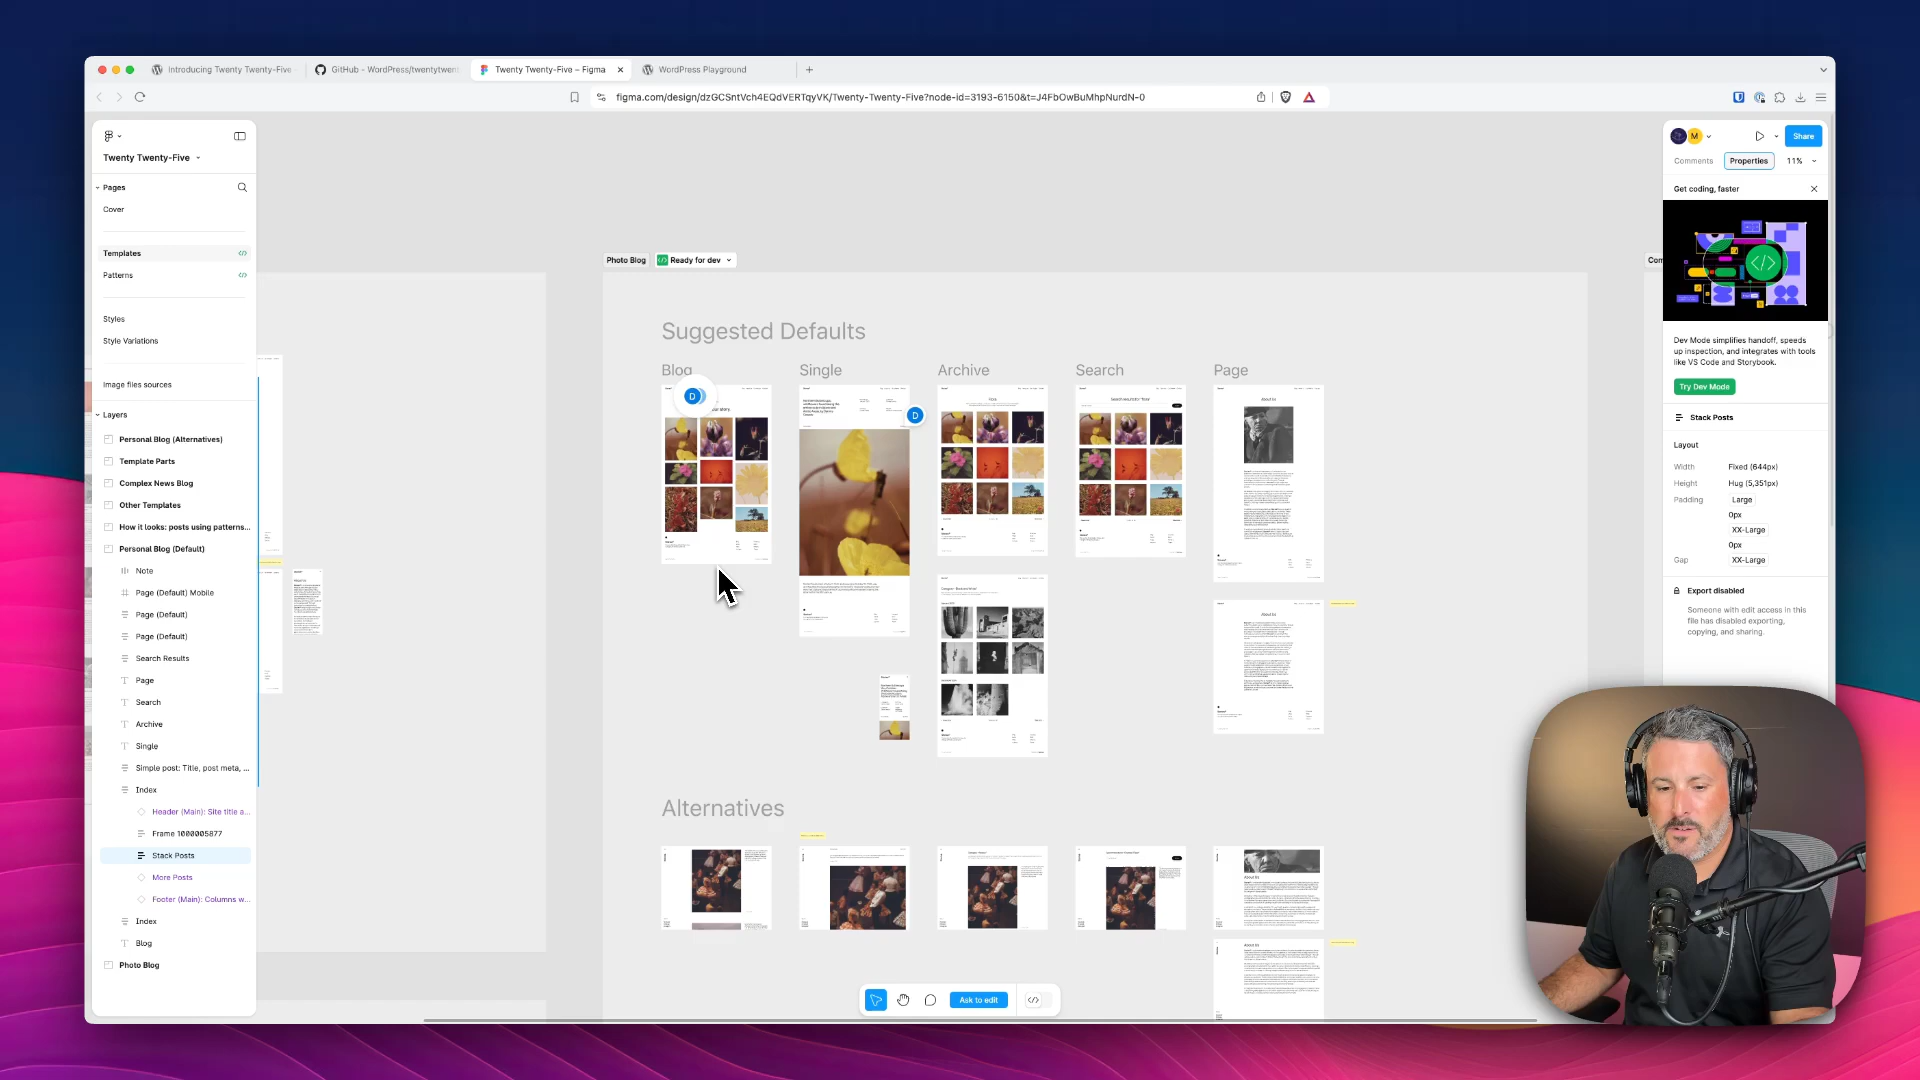 Introducing Twenty Twenty-Five
GitHub - WordPress/twentytwent
Twenty Twenty-Five – Figma
WordPress Playground
figma.com/design/dzGCSntVch4EQdVERTqyVK/Twenty-Twenty-Five?node-id=3193-6150&t=J4FbOwBuMhpNurdN-0
Twenty Twenty-Five
Pages
Cover
Templates
Patterns
Styles
Style Variations
Image files sources
Layers
Personal Blog (Alternatives)
Template Parts
Complex News Blog
Other Templates
How it looks: posts using patterns...
Personal Blog (Default)
Note
Page (Default) Mobile
Page (Default)
Page (Default)
Search Results
Page
Search
Archive
Single
Simple post: Title, post meta, ...
Index
Header (Main): Site title a...
Frame 1000005877
Stack Posts
More Posts
Footer (Main): Columns w...
Index
Blog
Photo Blog
Photo Blog
Ready for dev
Com
Suggested Defaults
Blog
Single
Archive
Search
Page
D
D
About Us
About Us
Alternatives
About Us
About Us
Ask to edit
M
Share
Comments
Properties
11%
Get coding, faster
Dev Mode simplifies handoff, speeds
up inspection, and integrates with tools
like VS Code and Storybook.
Try Dev Mode
Stack Posts
Layout
Width
Fixed (644px)
Height
Hug (5,351px)
Padding
Large
0px
XX-Large
0px
Gap
XX-Large
Export disabled
Someone with edit access in this
file has disabled exporting,
copying, and sharing.